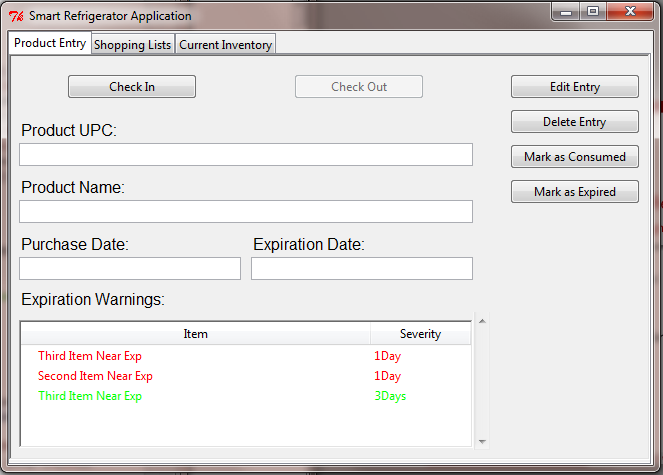 Smart Refrigerator Application
Product Entry Shopping Lists Current Inventory
Check In Check Out Edit Entry
Delete Entry
Product UPC:
Mark as Consumed
Product Name:
Mark as Expired
Purchase Date: Expiration Date:
Expiration Warnings:
Item Severity
Third Item Near Exp 1Day
Second Item Near Exp 1Day
Third Item Near Exp 3Days